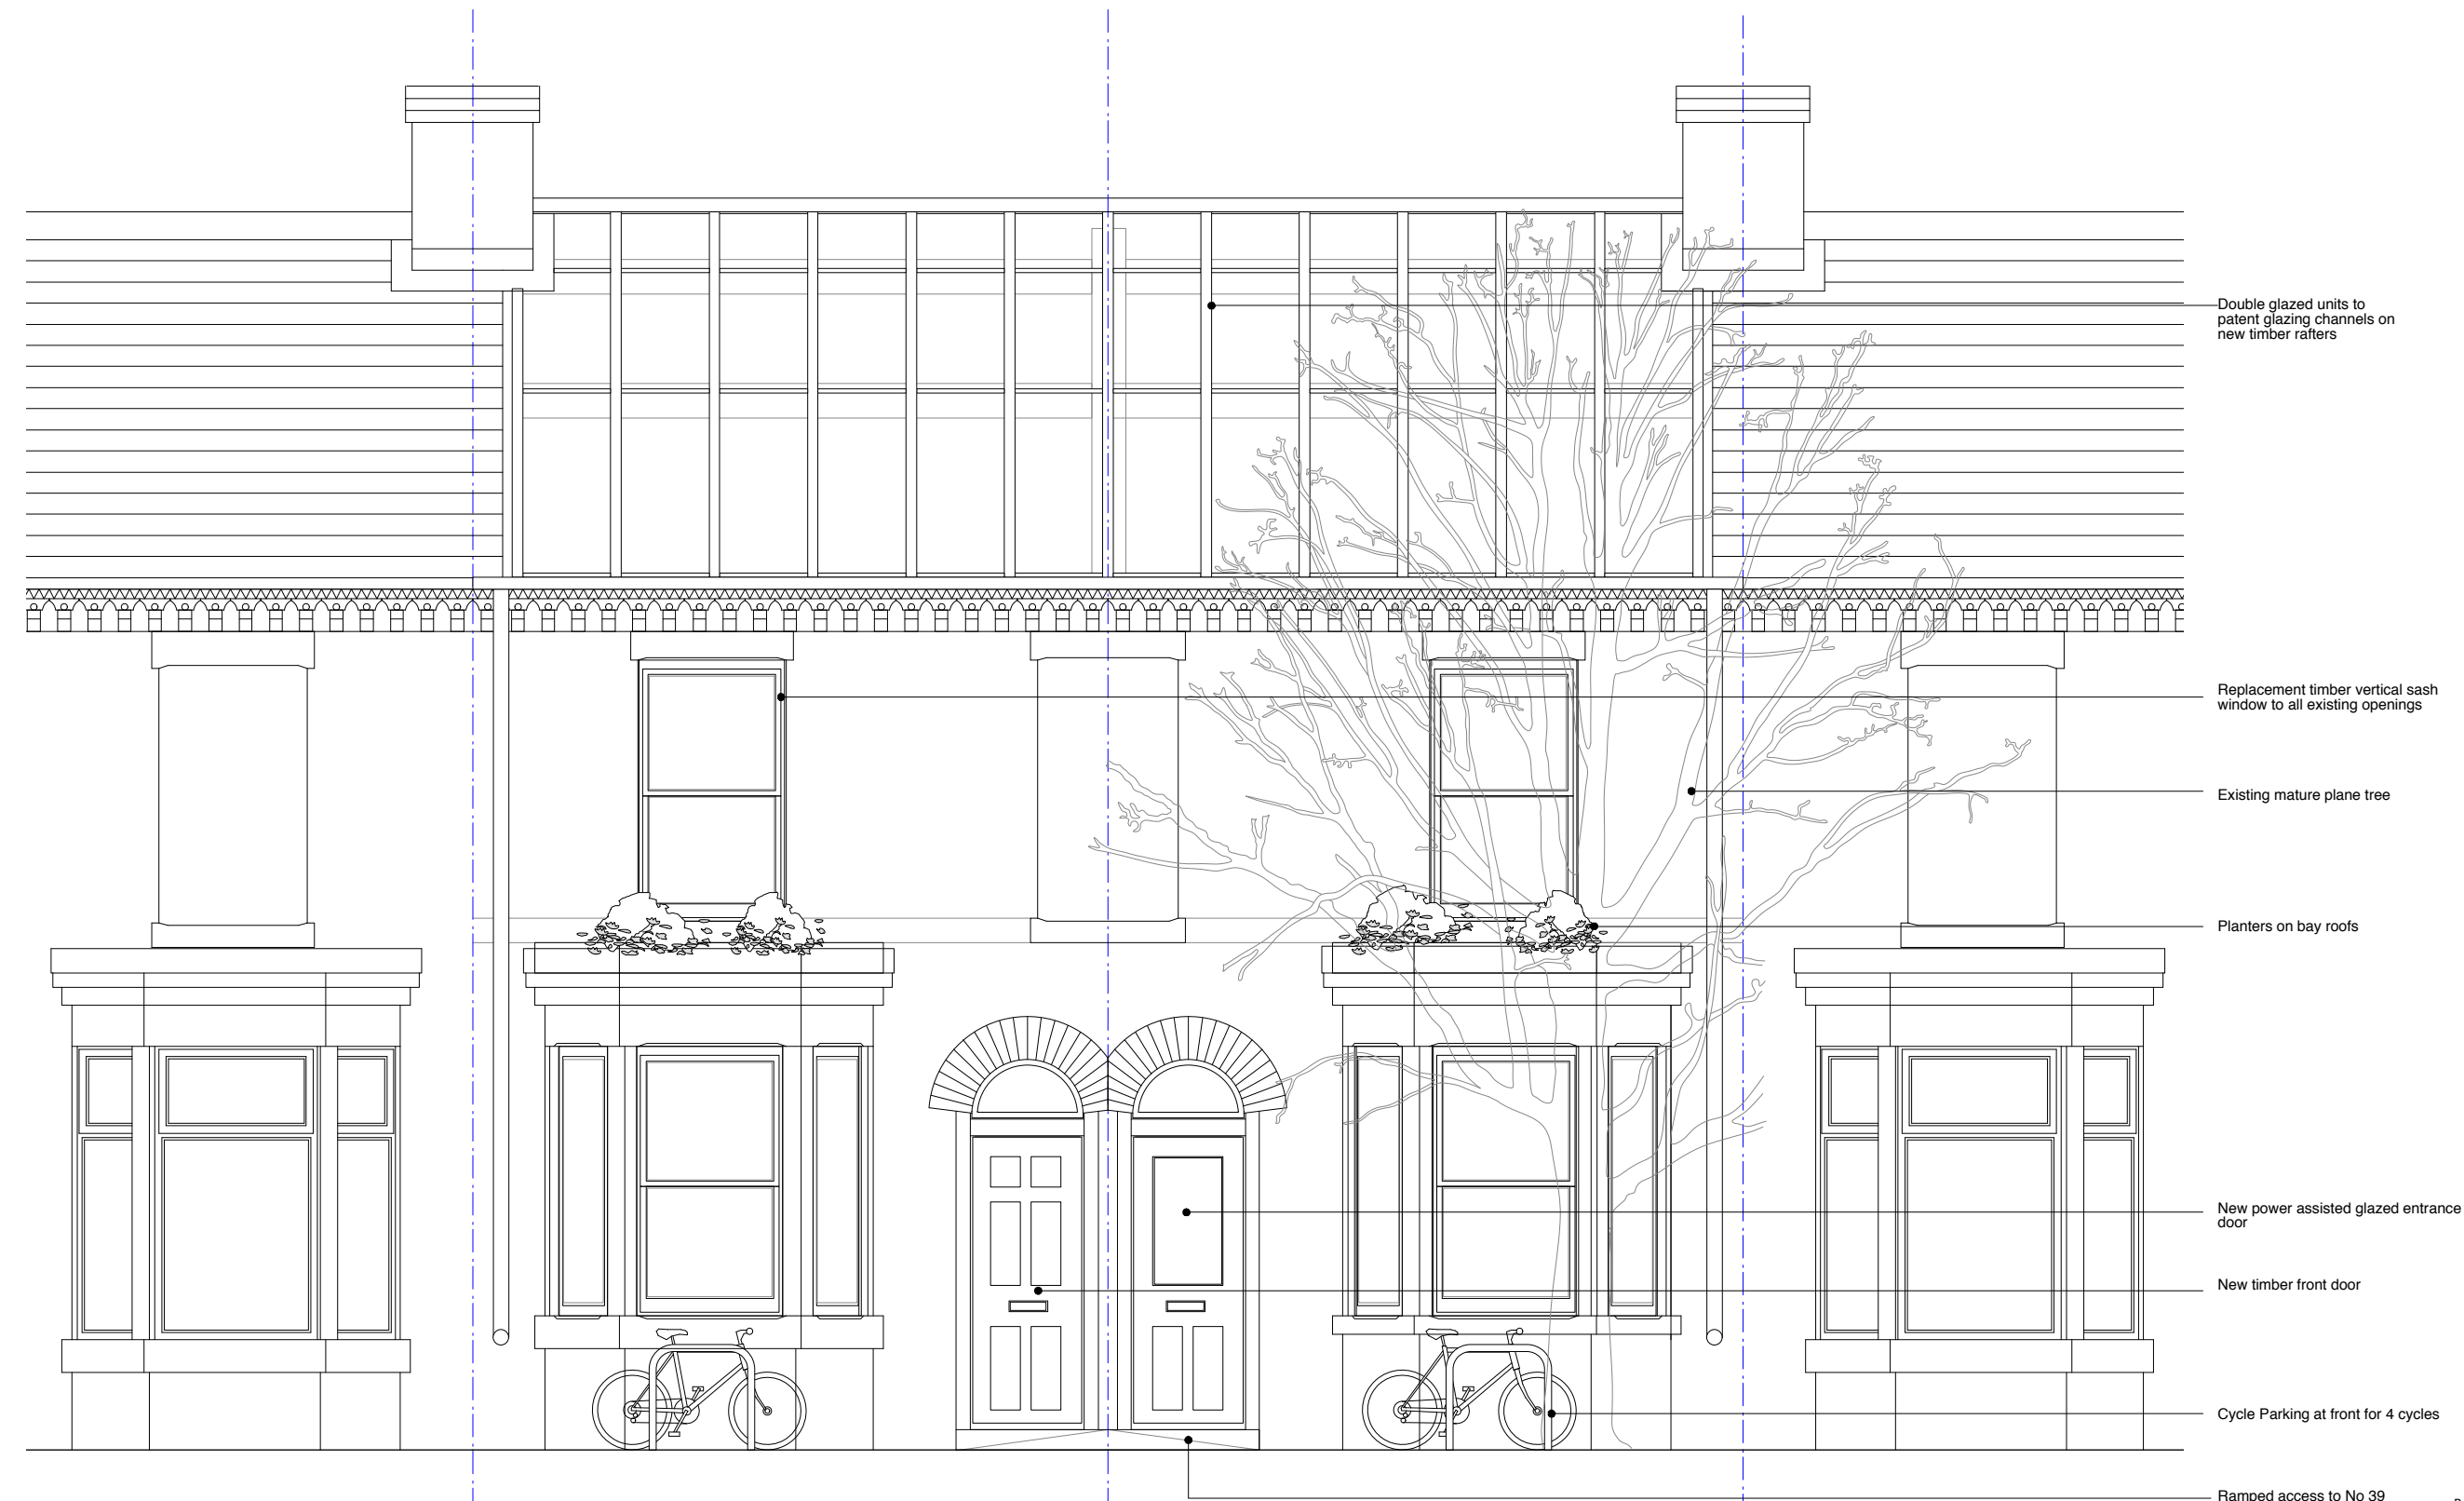 Double glazed units to
patent glazing channels on
new timber rafters
Replacement timber vertical sash
window to all existing openings
Existing mature plane tree
Planters on bay roofs
New power assisted glazed entrance
door
New timber front door
Cycle Parking at front for 4 cycles
Ramped access to No 39